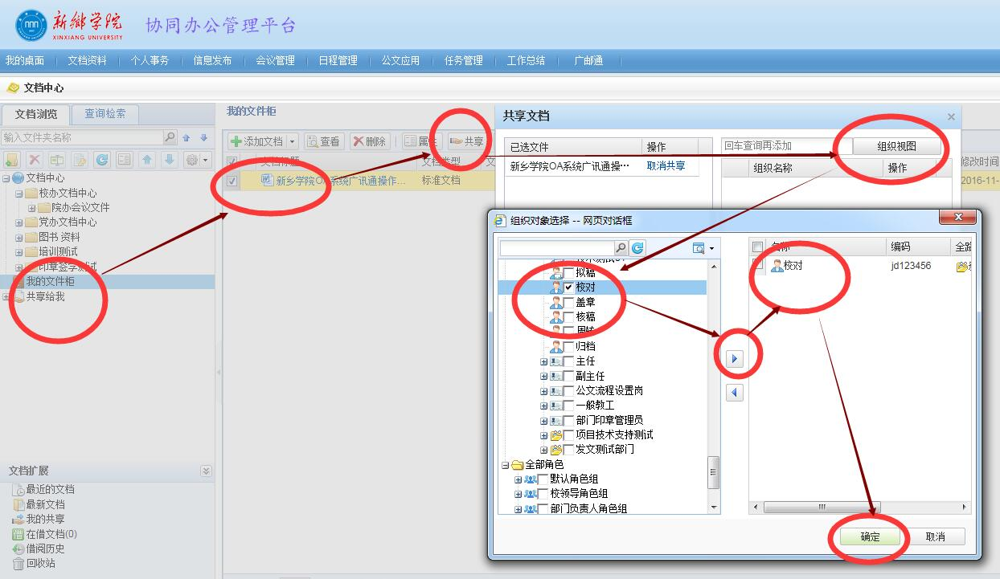 新鄉学院
XINXIANG UNIVERSITY
协同办公管理平台
我的桌面
文档资料
个人事务
信息发布
会议管理
日程管理
公文应用
任务管理
工作总结
广邮通
文档中心
文档浏览
查询检索
输入文件夹名称
文档中心
校办文档中心
院办会议文件
党办文档中心
图书 资料
培训测试
印章签字测试
我的文件柜
共享给我
文档扩展
最近的文档
最新文档
我的共享
在借文档(0)
借阅历史
回收站
我的文件柜
添加文档
查看
删除
属性
共享
文档标题
文档类型
文
修改时间
新乡学院OA系统广讯通操作...
标准文档
2016-11-
共享文档
已选文件
操作
新乡学院OA系统广讯通操作···
取消共享
回车查询再添加
组织视图
组织名称
操作
组织对象选择 -- 网页对话框
拟稿
校对
盖章
核稿
周转
归档
主任
副主任
公文流程设置岗
一般教工
部门印章管理员
项目技术支持测试
发文测试部门
全部角色
默认角色组
校领导角色组
部门负责人角色组
名称
编码
全路
校对
jd123456
确定
取消